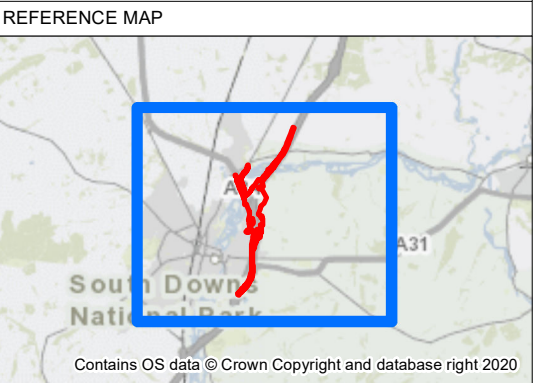 REFERENCE MAP
A31
South Downs
National Park
Contains OS data © Crown Copyright and database right 2020